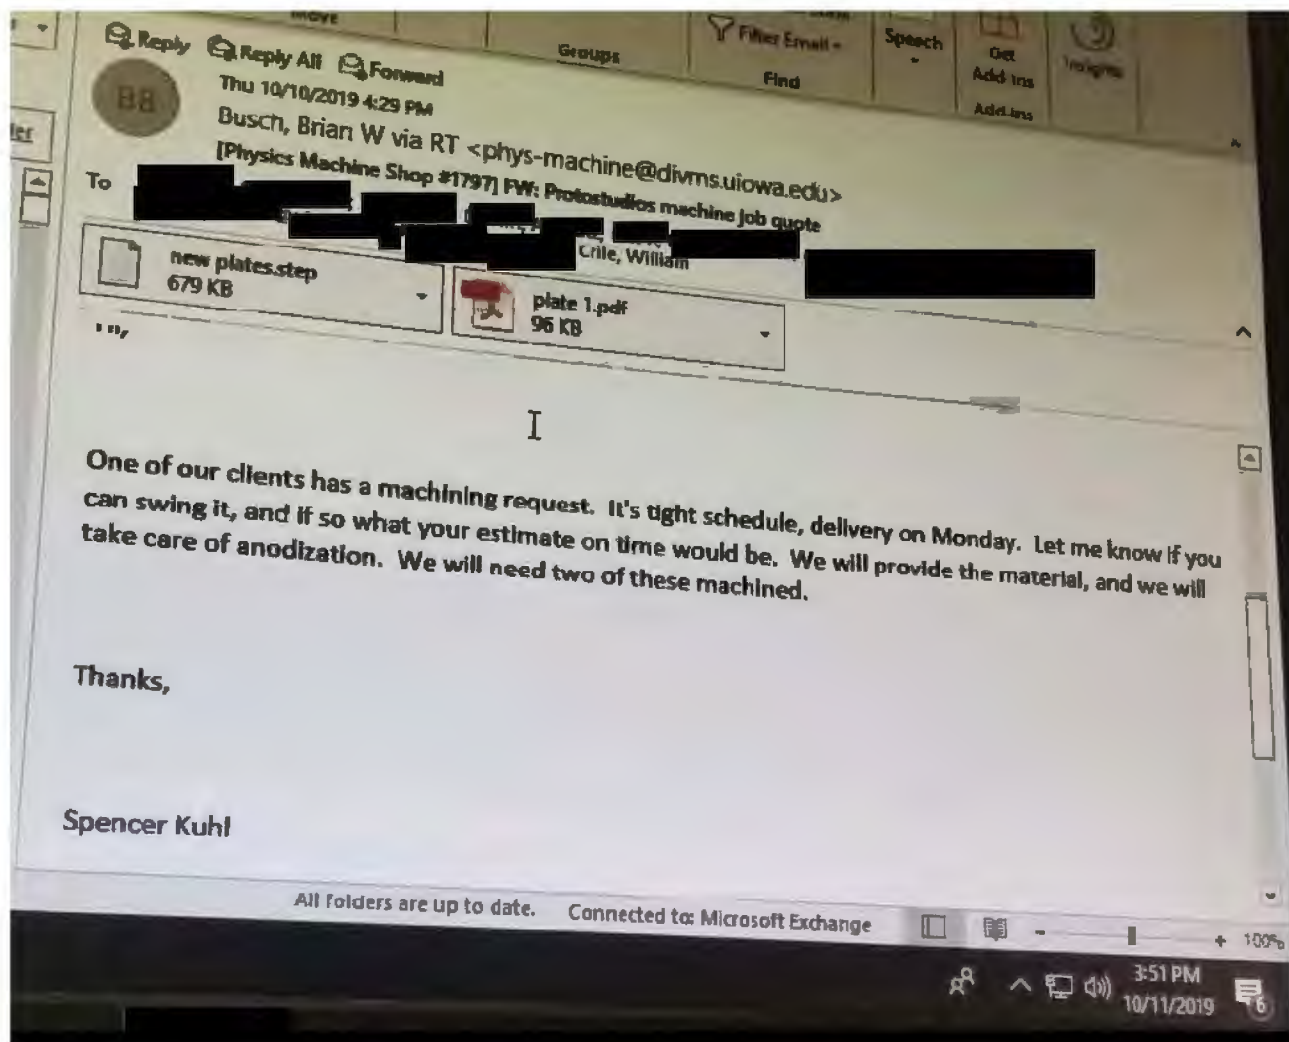 Move
Groups
Filter Email
Find
Speech
Get
Add-ins
Add-ins
Insights
Reply Reply All Forward
BB
Thu 10/10/2019 4:29 PM
Busch, Brian W via RT <phys-machine@divms.uiowa.edu>
[Physics Machine Shop #1797] FW: Protostudios machine job quote
To
Crile, William
new plates.step
679 KB
plate 1.pdf
96 KB
One of our clients has a machining request. It's tight schedule, delivery on Monday. Let me know if you
can swing it, and if so what your estimate on time would be. We will provide the material, and we will
take care of anodization. We will need two of these machined.
Thanks,
Spencer Kuhl
All folders are up to date. Connected to: Microsoft Exchange
100%
3:51 PM
10/11/2019
6